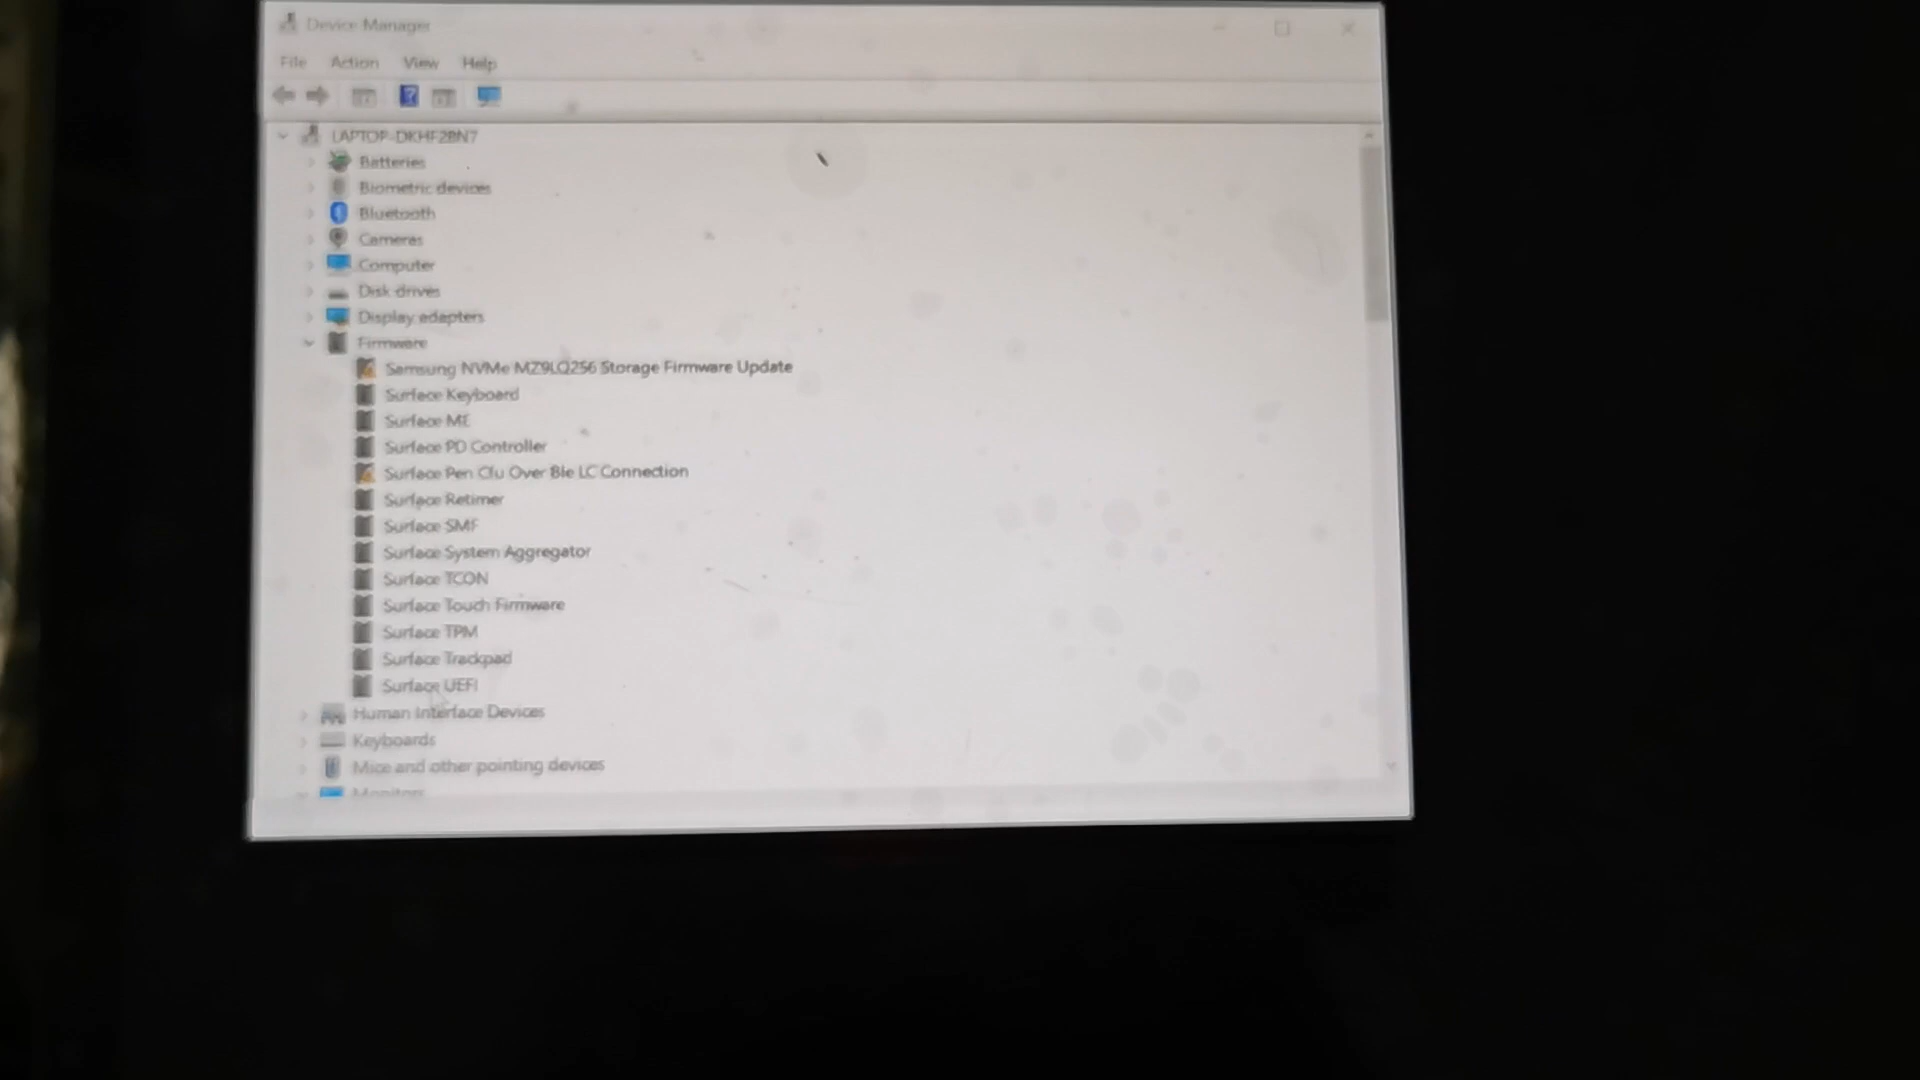 Device Manager
File Action View Help
LAPTOP-DKHF2BN7
Batteries
Biometric devices
Bluetooth
Cameras
Computer
Disk drives
Display adapters
Firmware
Samsung NVMe MZ9LQ256 Storage Firmware Update
Surface Keyboard
Surface ME
Surface PD Controller
Surface Pen Cfu Over Ble LC Connection
Surface Retimer
Surface SMF
Surface System Aggregator
Surface TCON
Surface Touch Firmware
Surface TPM
Surface Trackpad
Surface UEFI
Human Interface Devices
Keyboards
Mice and other pointing devices
Monitors